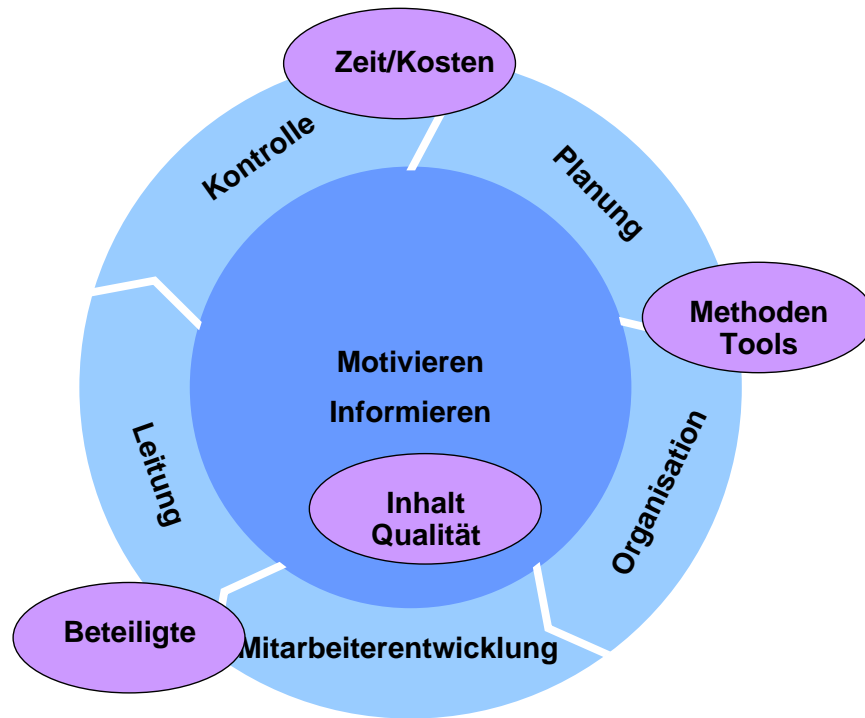 Zeit/Kosten
Kontrolle
Planung
Methoden
Tools
Motivieren
Informieren
Leitung
Organisation
Inhalt
Qualität
Beteiligte
Mitarbeiterentwicklung